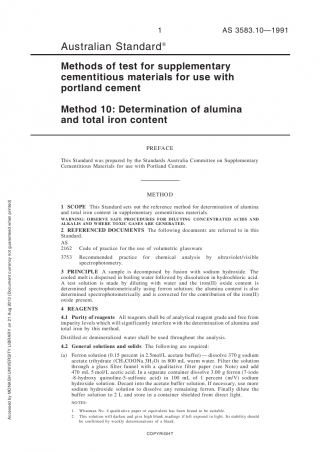 1 AS 3583.10—1991
Australian Standard®
Methods of test for supplementary
cementitious materials for use with
portland cement
Method 10: Determination of alumina
and total iron content
PREFACE
This Standard was prepared by the Standards Australia Committee on Supplementary
Cementitious Materials for use with Portland Cement.
METHOD
1 SCOPE This Standard sets out the reference method for determination of alumina
and total iron content in supplementary cementitious materials.
WARNING: OBSERVE SAFE PROCEDURES FOR DILUTING CONCENTRATED ACIDS AND
ALKALIS AND WHERE TOXIC GASES ARE GENERATED.
2 REFERENCED DOCUMENTS The following documents are referred to in this
Standard.
AS
2162 Code of practice for the use of volumetric glassware
3753 Recommended practice for chemical analysis by ultraviolet/visible
spectrophotometry.
3 PRINCIPLE A sample is decomposed by fusion with sodium hydroxide. The
cooled melt is dispersed in boiling water followed by dissolution in hydrochloric acid.
A test solution is made by diluting with water and the iron(II) oxide content is
determined spectrophotometrically using ferron solution; the alumina content is also
determined spectrophotometrically and is corrected for the contribution of the iron(II)
oxide present.
4 REAGENTS
4.1 Purity of reagents All reagents shall be of analytical reagent grade and free from
impurity levels which will significantly interfere with the determination of alumina and
total iron by this method.
Distilled or demineralized water shall be used throughout the analysis.
4.2 General solutions and solids The following are required:
(a) Ferron solution (0.15 percent in 2.5mol/L acetate buffer) — dissolve 370 g sodium
acetate trihydrate (CH₃COONa.3H₂O) in 800 mL warm water. Filter the solution
through a glass filter funnel with a qualitative filter paper (see Note) and add
470 mL 5 mol/L acetic acid. In a separate container dissolve 3.00 g ferron (7-iodo
-8-hydroxy quinoline-5-sulfonic acid) in 100 mL of 1 percent (m/V) sodium
hydroxide solution. Decant into the acetate buffer solution. If necessary, use more
sodium hydroxide solution to dissolve any remaining ferron. Finally dilute the
buffer solution to 2 L and store in a container shielded from direct light.
NOTES:
1. Whatman No. 4 qualitative paper or equivalent has been found to be suitable.
2. This solution will darken and give high blank readings if left exposed to light. Its stability should
be confirmed by weekly determinations of a blank.
COPYRIGHT
Accessed by MONASH UNIVERSITY LIBRARY on 21 Aug 2012 (Document currency not guaranteed when printed)